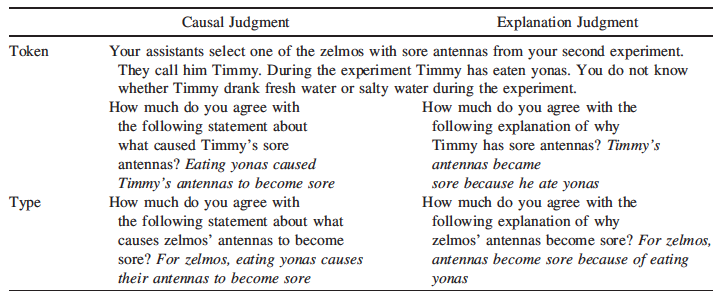 Causal Judgment Explanation Judgment
Token Your assistants select one of the zelmos with sore antennas from your second experiment.
They call him Timmy. During the experiment Timmy has eaten yonas. You do not know
whether Timmy drank fresh water or salty water during the experiment.
How much do you agree with
the following statement about
what caused Timmy's sore
antennas? Eating yonas caused
Timmy's antennas to become sore
How much do you agree with the
following explanation of why
Timmy has sore antennas? Timmy's
antennas became
sore because he ate yonas
Type How much do you agree with
the following statement about what
causes zelmos' antennas to become
sore? For zelmos, eating yonas causes
their antennas to become sore
How much do you agree with the
following explanation of why
zelmos' antennas become sore? For zelmos,
antennas become sore because of eating
yonas